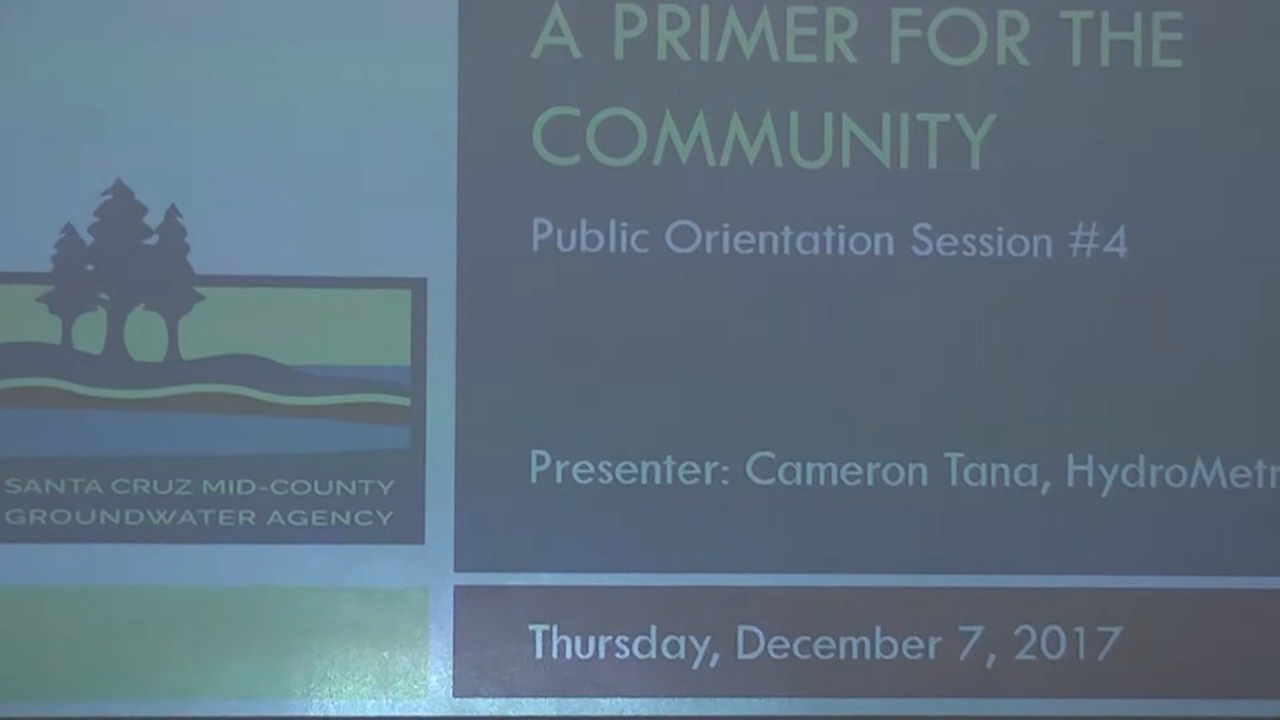 A PRIMER FOR THE
COMMUNITY
Public Orientation Session #4
Presenter: Cameron Tana, HydroMetr
SANTA CRUZ MID-COUNTY
GROUNDWATER AGENCY
Thursday, December 7, 2017